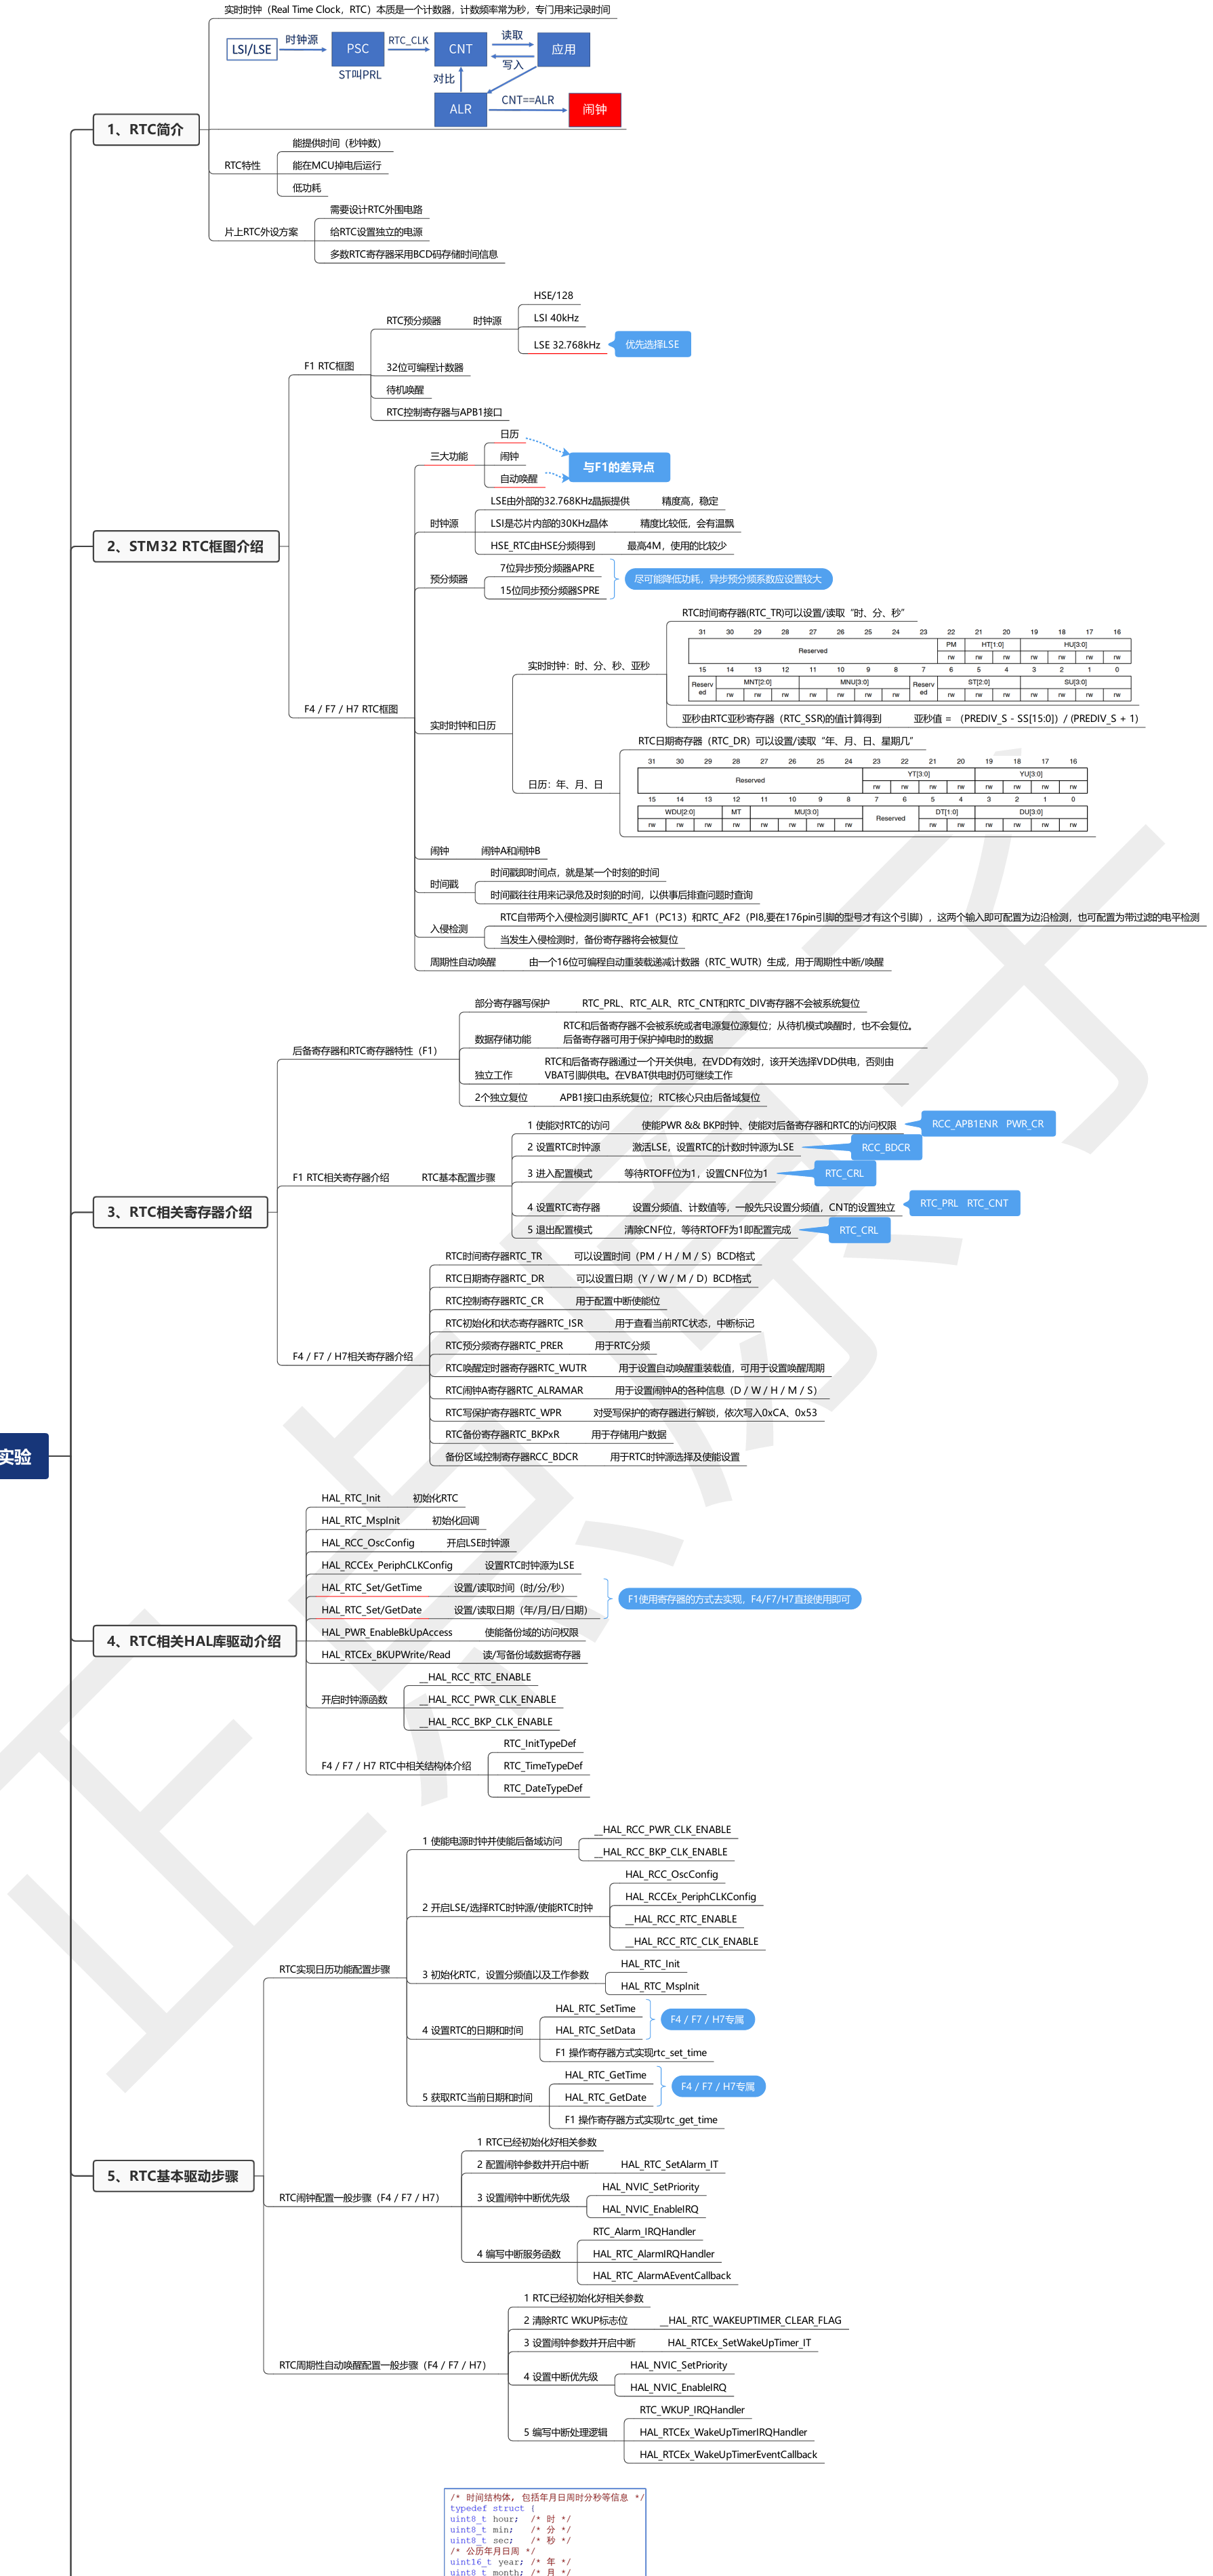 实验
1、RTC简介
实时时钟（Real Time Clock，RTC）本质是一个计数器，计数频率常为秒，专门用来记录时间
LSI/LSE
时钟源
PSC
ST叫PRL
RTC_CLK
CNT
读取
写入
应用
对比
ALR
CNT==ALR
闹钟
RTC特性
能提供时间（秒钟数）
能在MCU掉电后运行
低功耗
片上RTC外设方案
需要设计RTC外围电路
给RTC设置独立的电源
多数RTC寄存器采用BCD码存储时间信息
2、STM32 RTC框图介绍
F1 RTC框图
RTC预分频器
时钟源
HSE/128
LSI 40kHz
LSE 32.768kHz
优先选择LSE
32位可编程计数器
待机唤醒
RTC控制寄存器与APB1接口
F4 / F7 / H7 RTC框图
三大功能
日历
闹钟
自动唤醒
与F1的差异点
时钟源
LSE由外部的32.768KHz晶振提供
精度高，稳定
LSI是芯片内部的30KHz晶体
精度比较低，会有温飘
HSE_RTC由HSE分频得到
最高4M，使用的比较少
预分频器
7位异步预分频器APRE
15位同步预分频器SPRE
尽可能降低功耗，异步预分频系数应设置较大
实时时钟和日历
实时时钟：时、分、秒、亚秒
RTC时间寄存器(RTC_TR)可以设置/读取“时、分、秒”
31 30 29 28 27 26 25 24 23 22 21 20 19 18 17 16
Reserved PM HT[1:0] HU[3:0]
rw rw rw rw rw rw rw
15 14 13 12 11 10 9 8 7 6 5 4 3 2 1 0
Reserv ed MNT[2:0] MNU[3:0] Reserv ed ST[2:0] SU[3:0]
rw rw rw rw rw rw rw rw rw rw rw rw rw rw
亚秒由RTC亚秒寄存器（RTC_SSR)的值计算得到
亚秒值 = （PREDIV_S - SS[15:0]）/ (PREDIV_S + 1)
日历：年、月、日
RTC日期寄存器（RTC_DR）可以设置/读取“年、月、日、星期几”
31 30 29 28 27 26 25 24 23 22 21 20 19 18 17 16
Reserved YT[3:0] YU[3:0]
rw rw rw rw rw rw rw rw
15 14 13 12 11 10 9 8 7 6 5 4 3 2 1 0
WDU[2:0] MT MU[3:0] Reserved DT[1:0] DU[3:0]
rw rw rw rw rw rw rw rw rw rw rw rw rw rw
闹钟
闹钟A和闹钟B
时间戳
时间戳即时间点，就是某一个时刻的时间
时间戳往往用来记录危及时刻的时间，以供事后排查问题时查询
入侵检测
RTC自带两个入侵检测引脚RTC_AF1（PC13）和RTC_AF2（PI8,要在176pin引脚的型号才有这个引脚），这两个输入即可配置为边沿检测，也可配置为带过滤的电平检测
当发生入侵检测时，备份寄存器将会被复位
周期性自动唤醒
由一个16位可编程自动重装载递减计数器（RTC_WUTR）生成，用于周期性中断/唤醒
3、RTC相关寄存器介绍
后备寄存器和RTC寄存器特性（F1）
部分寄存器写保护
RTC_PRL、RTC_ALR、RTC_CNT和RTC_DIV寄存器不会被系统复位
数据存储功能
RTC和后备寄存器不会被系统或者电源复位源复位；从待机模式唤醒时，也不会复位。
后备寄存器可用于保护掉电时的数据
独立工作
RTC和后备寄存器通过一个开关供电，在VDD有效时，该开关选择VDD供电，否则由
VBAT引脚供电。在VBAT供电时仍可继续工作
2个独立复位
APB1接口由系统复位；RTC核心只由后备域复位
F1 RTC相关寄存器介绍
RTC基本配置步骤
1 使能对RTC的访问
使能PWR && BKP时钟、使能对后备寄存器和RTC的访问权限
RCC_APB1ENR PWR_CR
2 设置RTC时钟源
激活LSE，设置RTC的计数时钟源为LSE
RCC_BDCR
3 进入配置模式
等待RTOFF位为1，设置CNF位为1
RTC_CRL
4 设置RTC寄存器
设置分频值、计数值等，一般先只设置分频值，CNT的设置独立
RTC_PRL RTC_CNT
5 退出配置模式
清除CNF位，等待RTOFF为1即配置完成
RTC_CRL
F4 / F7 / H7相关寄存器介绍
RTC时间寄存器RTC_TR
可以设置时间（PM / H / M / S）BCD格式
RTC日期寄存器RTC_DR
可以设置日期（Y / W / M / D）BCD格式
RTC控制寄存器RTC_CR
用于配置中断使能位
RTC初始化和状态寄存器RTC_ISR
用于查看当前RTC状态，中断标记
RTC预分频寄存器RTC_PRER
用于RTC分频
RTC唤醒定时器寄存器RTC_WUTR
用于设置自动唤醒重装载值，可用于设置唤醒周期
RTC闹钟A寄存器RTC_ALRAMAR
用于设置闹钟A的各种信息（D / W / H / M / S）
RTC写保护寄存器RTC_WPR
对受写保护的寄存器进行解锁，依次写入0xCA、0x53
RTC备份寄存器RTC_BKPxR
用于存储用户数据
备份区域控制寄存器RCC_BDCR
用于RTC时钟源选择及使能设置
4、RTC相关HAL库驱动介绍
HAL_RTC_Init
初始化RTC
HAL_RTC_MspInit
初始化回调
HAL_RCC_OscConfig
开启LSE时钟源
HAL_RCCEx_PeriphCLKConfig
设置RTC时钟源为LSE
HAL_RTC_Set/GetTime
设置/读取时间（时/分/秒）
HAL_RTC_Set/GetDate
设置/读取日期（年/月/日/日期）
F1使用寄存器的方式去实现，F4/F7/H7直接使用即可
HAL_PWR_EnableBkUpAccess
使能备份域的访问权限
HAL_RTCEx_BKUPWrite/Read
读/写备份域数据寄存器
开启时钟源函数
__HAL_RCC_RTC_ENABLE
__HAL_RCC_PWR_CLK_ENABLE
__HAL_RCC_BKP_CLK_ENABLE
F4 / F7 / H7 RTC中相关结构体介绍
RTC_InitTypeDef
RTC_TimeTypeDef
RTC_DateTypeDef
5、RTC基本驱动步骤
RTC实现日历功能配置步骤
1 使能电源时钟并使能后备域访问
__HAL_RCC_PWR_CLK_ENABLE
__HAL_RCC_BKP_CLK_ENABLE
2 开启LSE/选择RTC时钟源/使能RTC时钟
HAL_RCC_OscConfig
HAL_RCCEx_PeriphCLKConfig
__HAL_RCC_RTC_ENABLE
__HAL_RCC_RTC_CLK_ENABLE
3 初始化RTC，设置分频值以及工作参数
HAL_RTC_Init
HAL_RTC_MspInit
4 设置RTC的日期和时间
HAL_RTC_SetTime
HAL_RTC_SetData
F4 / F7 / H7专属
F1 操作寄存器方式实现rtc_set_time
5 获取RTC当前日期和时间
HAL_RTC_GetTime
HAL_RTC_GetDate
F4 / F7 / H7专属
F1 操作寄存器方式实现rtc_get_time
RTC闹钟配置一般步骤（F4 / F7 / H7）
1 RTC已经初始化好相关参数
2 配置闹钟参数并开启中断
HAL_RTC_SetAlarm_IT
3 设置闹钟中断优先级
HAL_NVIC_SetPriority
HAL_NVIC_EnableIRQ
4 编写中断服务函数
RTC_Alarm_IRQHandler
HAL_RTC_AlarmIRQHandler
HAL_RTC_AlarmAEventCallback
RTC周期性自动唤醒配置一般步骤（F4 / F7 / H7）
1 RTC已经初始化好相关参数
2 清除RTC WKUP标志位
__HAL_RTC_WAKEUPTIMER_CLEAR_FLAG
3 设置闹钟参数并开启中断
HAL_RTCEx_SetWakeUpTimer_IT
4 设置中断优先级
HAL_NVIC_SetPriority
HAL_NVIC_EnableIRQ
5 编写中断处理逻辑
RTC_WKUP_IRQHandler
HAL_RTCEx_WakeUpTimerIRQHandler
HAL_RTCEx_WakeUpTimerEventCallback
/* 时间结构体, 包括年月日周时分秒等信息 */
typedef struct {
uint8_t hour; /* 时 */
uint8_t min; /* 分 */
uint8_t sec; /* 秒 */
/* 公历年月日周 */
uint16_t year; /* 年 */
uint8_t month; /* 月 */
正点原子